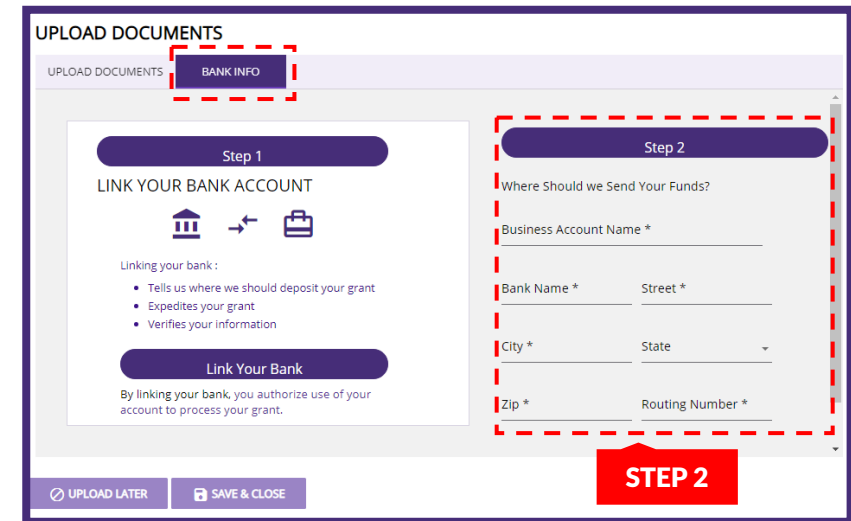 UPLOAD DOCUMENTS
UPLOAD DOCUMENTS
BANK INFO
Step 1
LINK YOUR BANK ACCOUNT
Linking your bank :
Tells us where we should deposit your grant
Expedites your grant
Verifies your information
Link Your Bank
By linking your bank, you authorize use of your
account to process your grant.
Step 2
Where Should we Send Your Funds?
Business Account Name *
Bank Name *
Street *
City *
State
Zip *
Routing Number *
STEP 2
UPLOAD LATER
SAVE & CLOSE